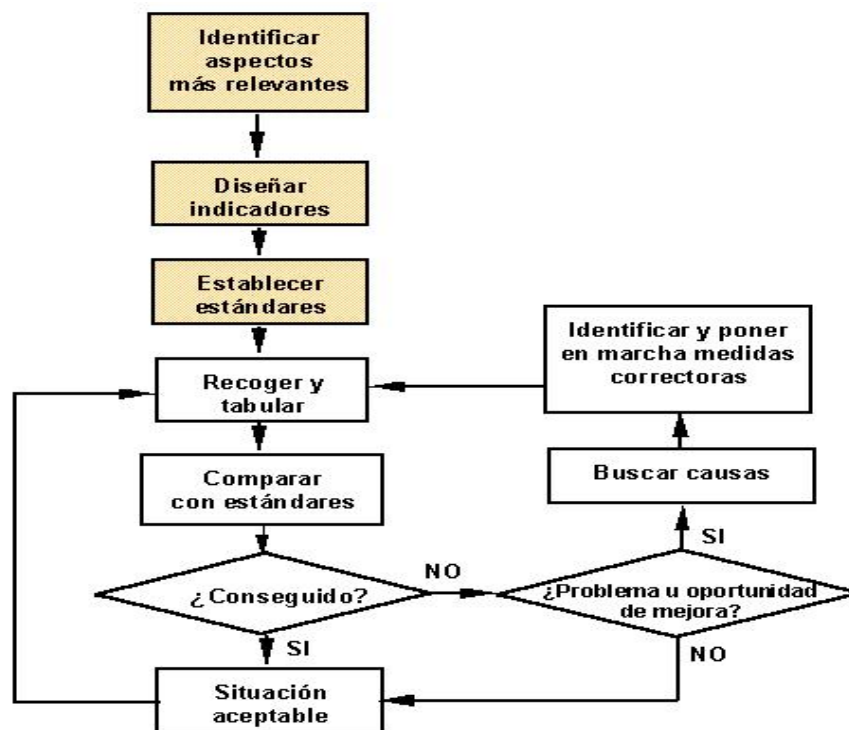 Identificar
aspectos
más relevantes
Diseñar
indicadores
Establecer
estándares
Recoger y
tabular
Identificar y poner
en marcha medidas
correctoras
Comparar
con estándares
Buscar causas
¿Conseguido?
NO
SI
¿Problema u oportunidad
de mejora?
SI
NO
Situación
aceptable